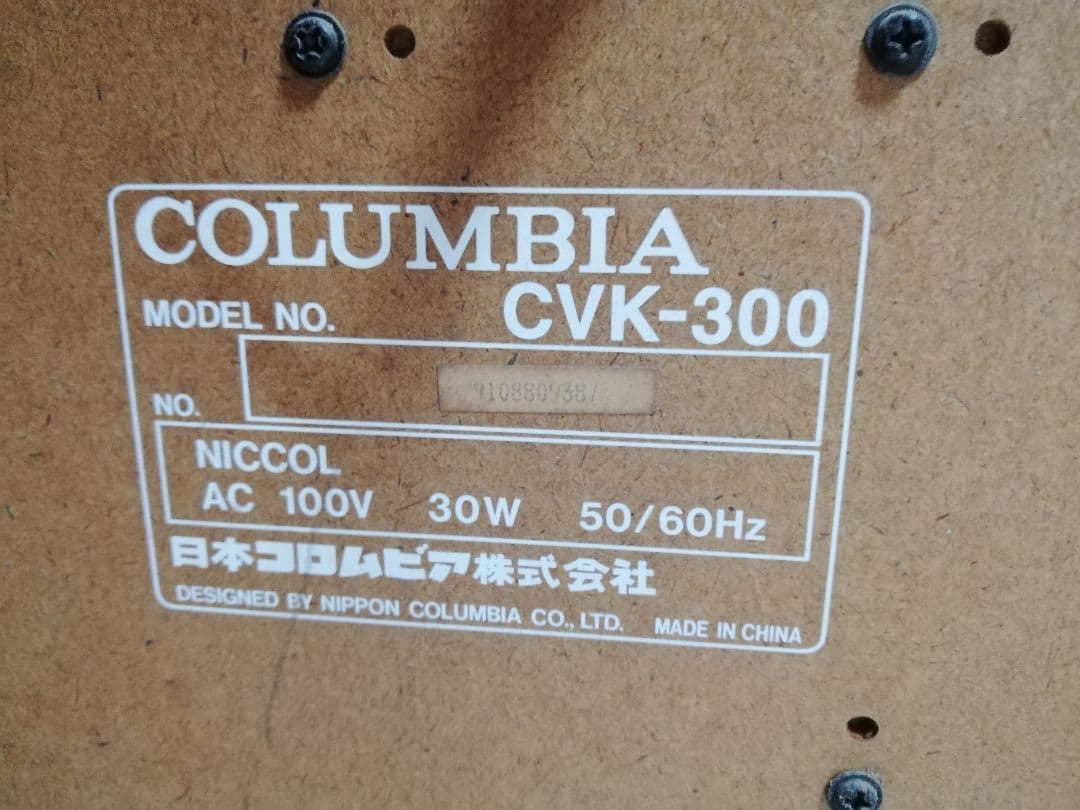 COLUMBIA
MODEL NO. CVK-300
NO. 9108809387
NICCOL
AC 100V 30W 50/60Hz
日本コロムビア株式会社
DESIGNED BY NIPPON COLUMBIA CO., LTD. MADE IN CHINA